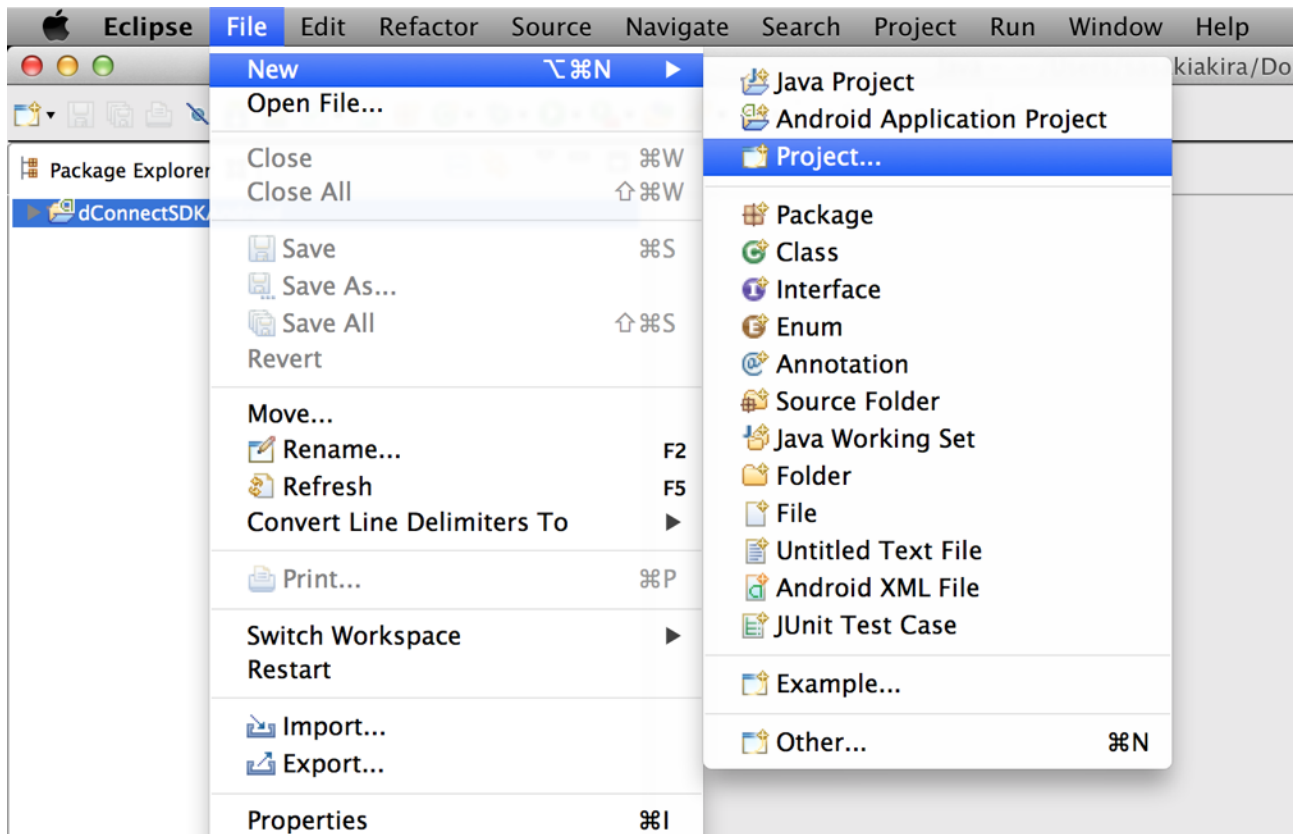 Eclipse File Edit Refactor Source Navigate Search Project Run Window Help
kiakira/Do
Package Explorer
dConnectSDK
New ⌥⌘N ▶
Open File...
Close ⌘W
Close All ⇧⌘W
Save ⌘S
Save As...
Save All ⇧⌘S
Revert
Move...
Rename... F2
Refresh F5
Convert Line Delimiters To ▶
Print... ⌘P
Switch Workspace ▶
Restart
Import...
Export...
Properties ⌘I
Java Project
Android Application Project
Project...
Package
Class
Interface
Enum
Annotation
Source Folder
Java Working Set
Folder
File
Untitled Text File
Android XML File
JUnit Test Case
Example...
Other... ⌘N